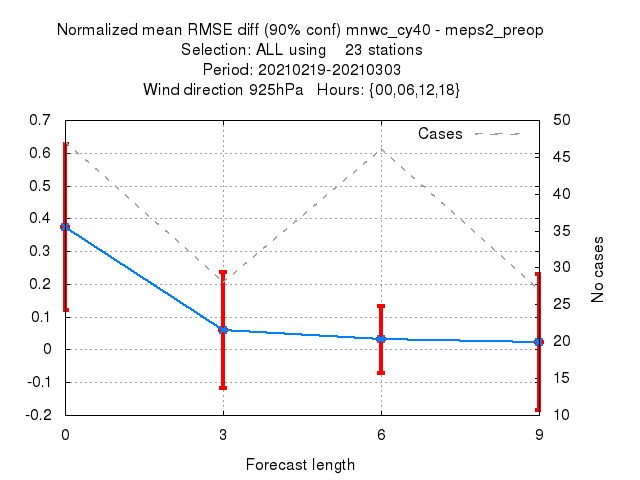 Normalized mean RMSE diff (90% conf) mnwc_cy40 - meps2_preop
Selection: ALL using    23 stations
Period: 20210219-20210303
Wind direction 925hPa   Hours: {00,06,12,18}
Cases
0.7
0.6
0.5
0.4
0.3
0.2
0.1
0
-0.1
-0.2
50
45
40
35
30
25
20
15
10
No cases
0 3 6 9
Forecast length